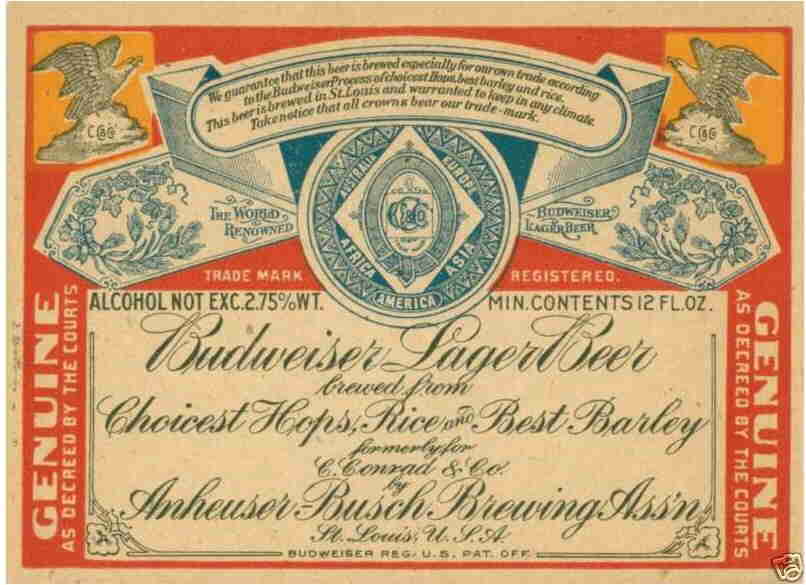 We guarantee that this beer is brewed especially for our own trade according
to the Budweiser Process of choicest Hops, best barley and rice.
This beer is brewed in St. Louis and warranted to keep in any climate.
Take notice that all crowns bear our trade-mark.
C&Co
C&Co
AUSTRALIA
EUROPE
AFRICA
ASIA
AMERICA
THE WORLD
RENOWNED
BUDWEISER
LAGER BEER
TRADE MARK
REGISTERED.
ALCOHOL NOT EXC. 2.75% WT.
MIN. CONTENTS 12 FL. OZ.
Budweiser Lager Beer
brewed from
Choicest Hops, Rice and Best Barley
formerly for
C. Conrad & Co.
by
Anheuser-Busch Brewing Ass'n
St. Louis, U.S.A.
BUDWEISER REG. U.S. PAT. OFF.
GENUINE
AS DECREED BY THE COURTS
GENUINE
AS DECREED BY THE COURTS